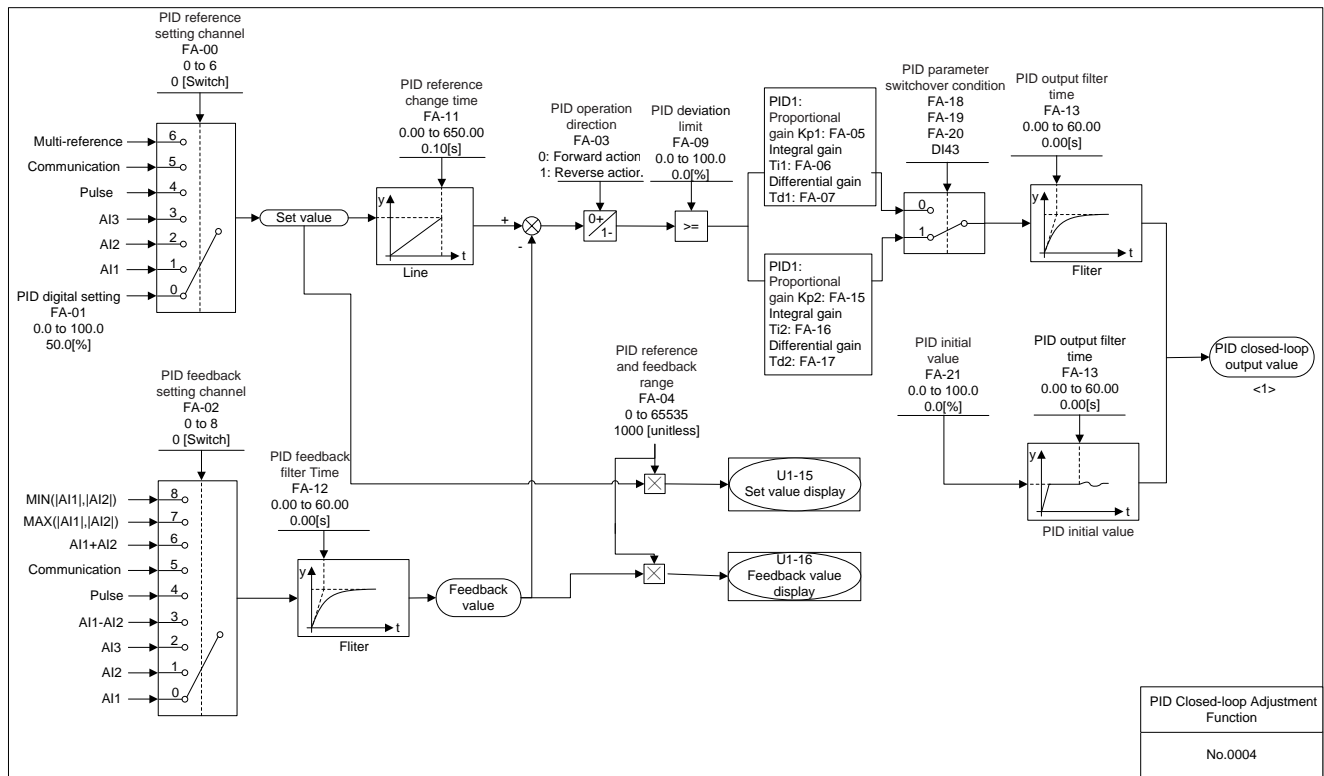 PID reference
setting channel
FA-00
0 to 6
0 [Switch]
Multi-reference
6
Communication
5
Pulse
4
AI3
3
AI2
2
AI1
1
PID digital setting
0
FA-01
0.0 to 100.0
50.0[%]
Set value
PID reference
change time
FA-11
0.00 to 650.00
0.10[s]
y
t
Line
+
-
PID operation
direction
FA-03
0: Forward action
1: Reverse action.
0+
1-
PID deviation
limit
FA-09
0.0 to 100.0
0.0[%]
>=
PID1:
Proportional
gain Kp1: FA-05
Integral gain
Ti1: FA-06
Differential gain
Td1: FA-07
PID1:
Proportional
gain Kp2: FA-15
Integral gain
Ti2: FA-16
Differential gain
Td2: FA-17
PID parameter
switchover condition
FA-18
FA-19
FA-20
DI43
0
1
PID output filter
time
FA-13
0.00 to 60.00
0.00[s]
y
t
Fliter
PID initial
value
FA-21
0.0 to 100.0
0.0[%]
PID output filter
time
FA-13
0.00 to 60.00
0.00[s]
y
t
PID initial value
PID closed-loop
output value
<1>
PID feedback
setting channel
FA-02
0 to 8
0 [Switch]
MIN(|AI1|,|AI2|)
8
MAX(|AI1|,|AI2|)
7
AI1+AI2
6
Communication
5
Pulse
4
AI1-AI2
3
AI3
2
AI2
1
AI1
0
PID feedback
filter Time
FA-12
0.00 to 60.00
0.00[s]
y
t
Fliter
Feedback
value
PID reference
and feedback
range
FA-04
0 to 65535
1000 [unitless]
U1-15
Set value display
U1-16
Feedback value
display
PID Closed-loop Adjustment
Function
No.0004